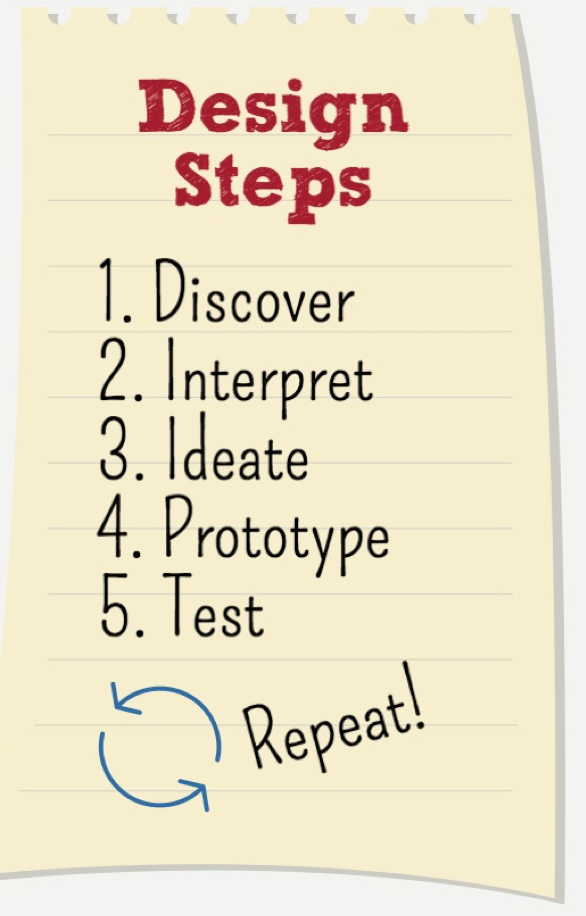 Design
Steps
1. Discover
2. Interpret
3. Ideate
4. Prototype
5. Test
Repeat!